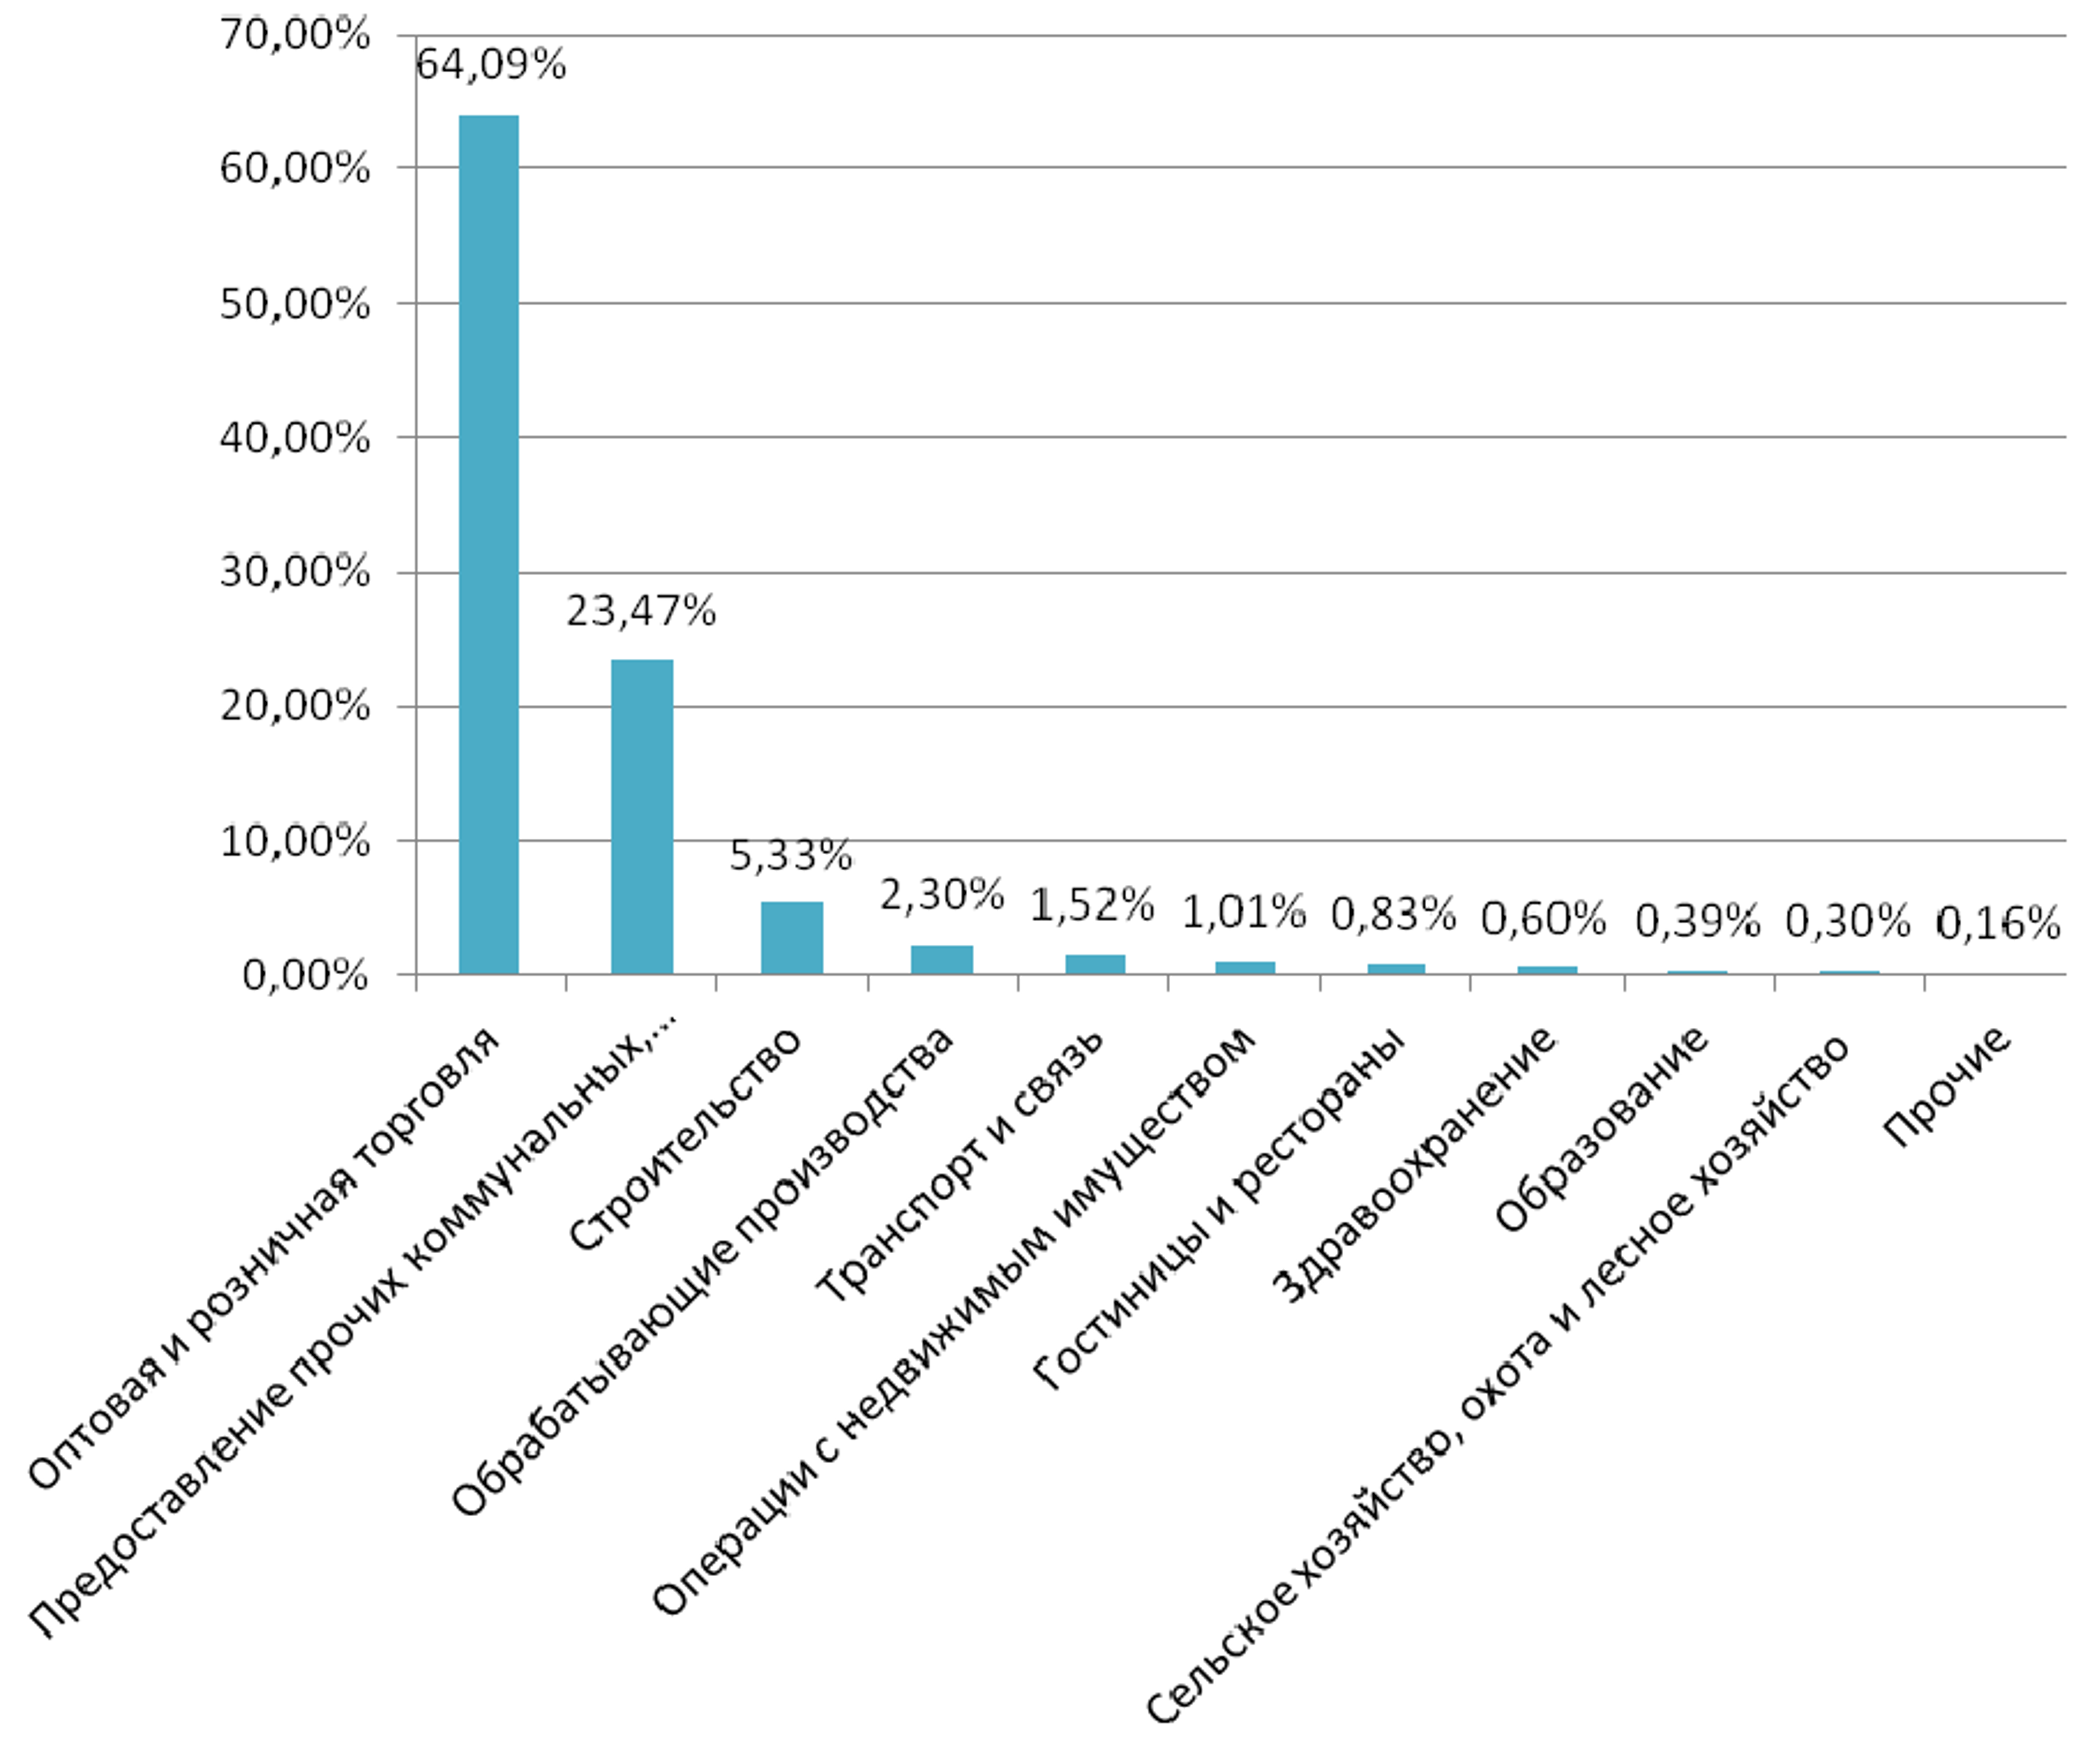 70,00%
60,00%
50,00%
40,00%
30,00%
20,00%
10,00%
0,00%
64,09%
23,47%
5,33%
2,30%
1,52%
1,01%
0,83%
0,60%
0,39%
0,30%
0,16%
Оптовая и розничная торговля
Предоставление прочих коммунальных,...
Строительство
Обрабатывающие производства
Транспорт и связь
Операции с недвижимым имуществом
Гостиницы и рестораны
Здравоохранение
Образование
Сельское хозяйство, охота и лесное хозяйство
Прочие